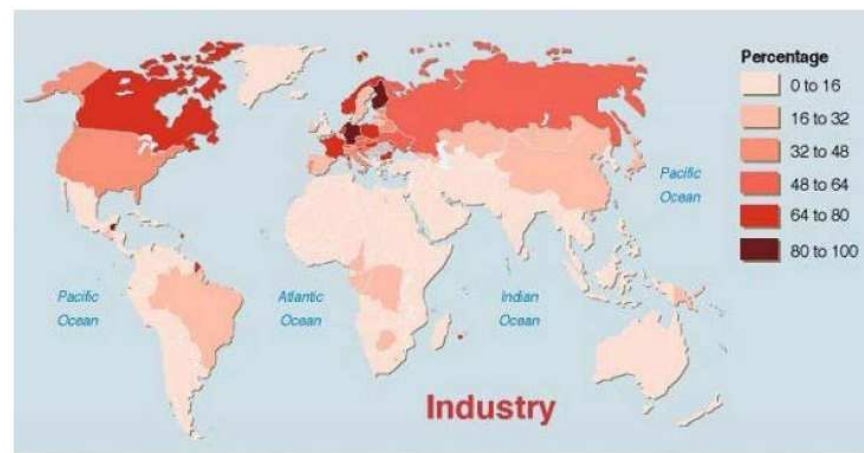 Percentage
0 to 16
16 to 32
32 to 48
48 to 64
64 to 80
80 to 100
Pacific
Ocean
Pacific
Ocean
Atlantic
Ocean
Indian
Ocean
Industry